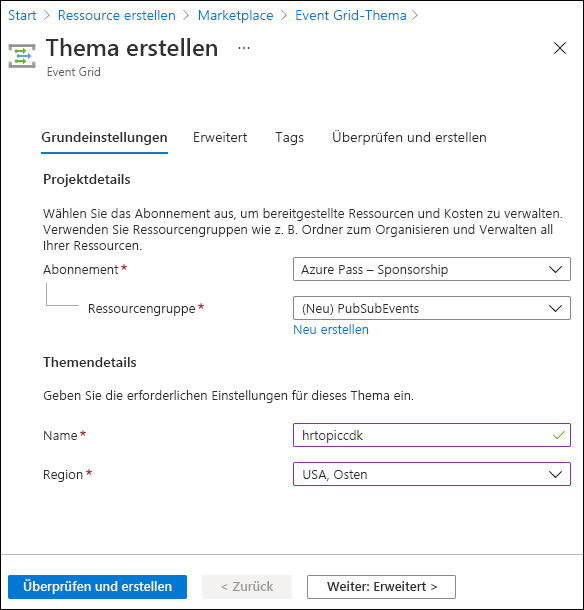 Start > Ressource erstellen > Marketplace > Event Grid-Thema >
Thema erstellen ...
Event Grid
Grundeinstellungen Erweitert Tags Überprüfen und erstellen
Projektdetails
Wählen Sie das Abonnement aus, um bereitgestellte Ressourcen und Kosten zu verwalten.
Verwenden Sie Ressourcengruppen wie z. B. Ordner zum Organisieren und Verwalten all
Ihrer Ressourcen.
Abonnement * Azure Pass – Sponsorship
Ressourcengruppe * (Neu) PubSubEvents
Neu erstellen
Themendetails
Geben Sie die erforderlichen Einstellungen für dieses Thema ein.
Name * hrtopiccdk
Region * USA, Osten
Überprüfen und erstellen < Zurück Weiter: Erweitert >